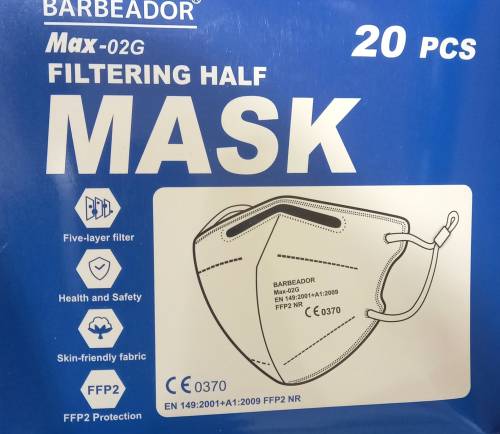 BARBEADOR®
Max-02G
20 PCS
FILTERING HALF
MASK
Five-layer filter
Health and Safety
Skin-friendly fabric
FFP2
FFP2 Protection
BARBEADOR
Max-02G
EN 149:2001+A1:2009
FFP2 NR
CE 0370
CE 0370
EN 149:2001+A1:2009 FFP2 NR